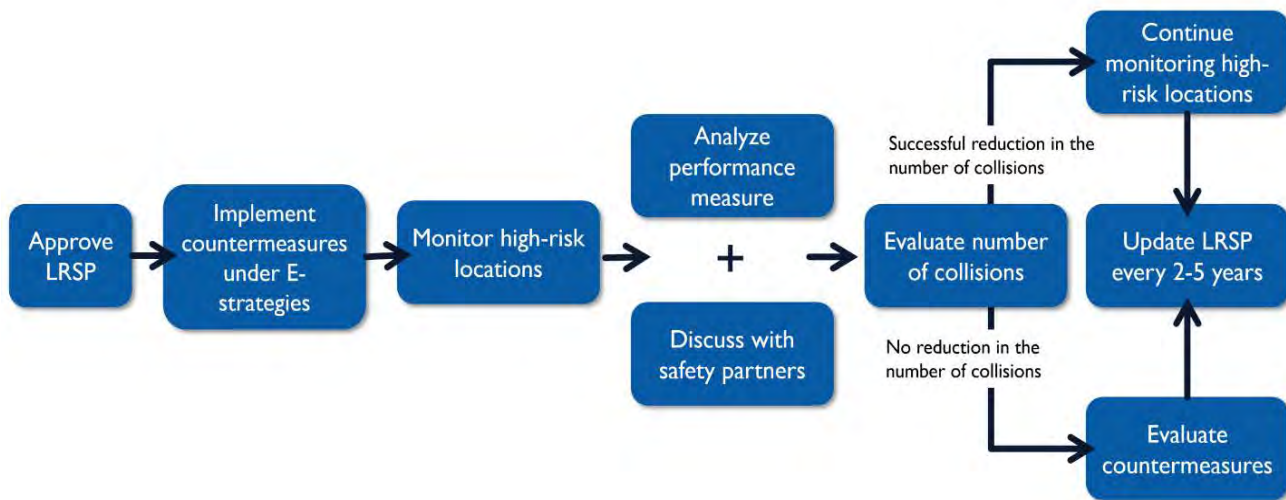 Approve
LRSP
Implement
countermeasures
under E-
strategies
Monitor high-risk
locations
Analyze
performance
measure
+
Discuss with
safety partners
Evaluate number
of collisions
Successful reduction in the
number of collisions
Continue
monitoring high-
risk locations
No reduction in the
number of collisions
Evaluate
countermeasures
Update LRSP
every 2-5 years